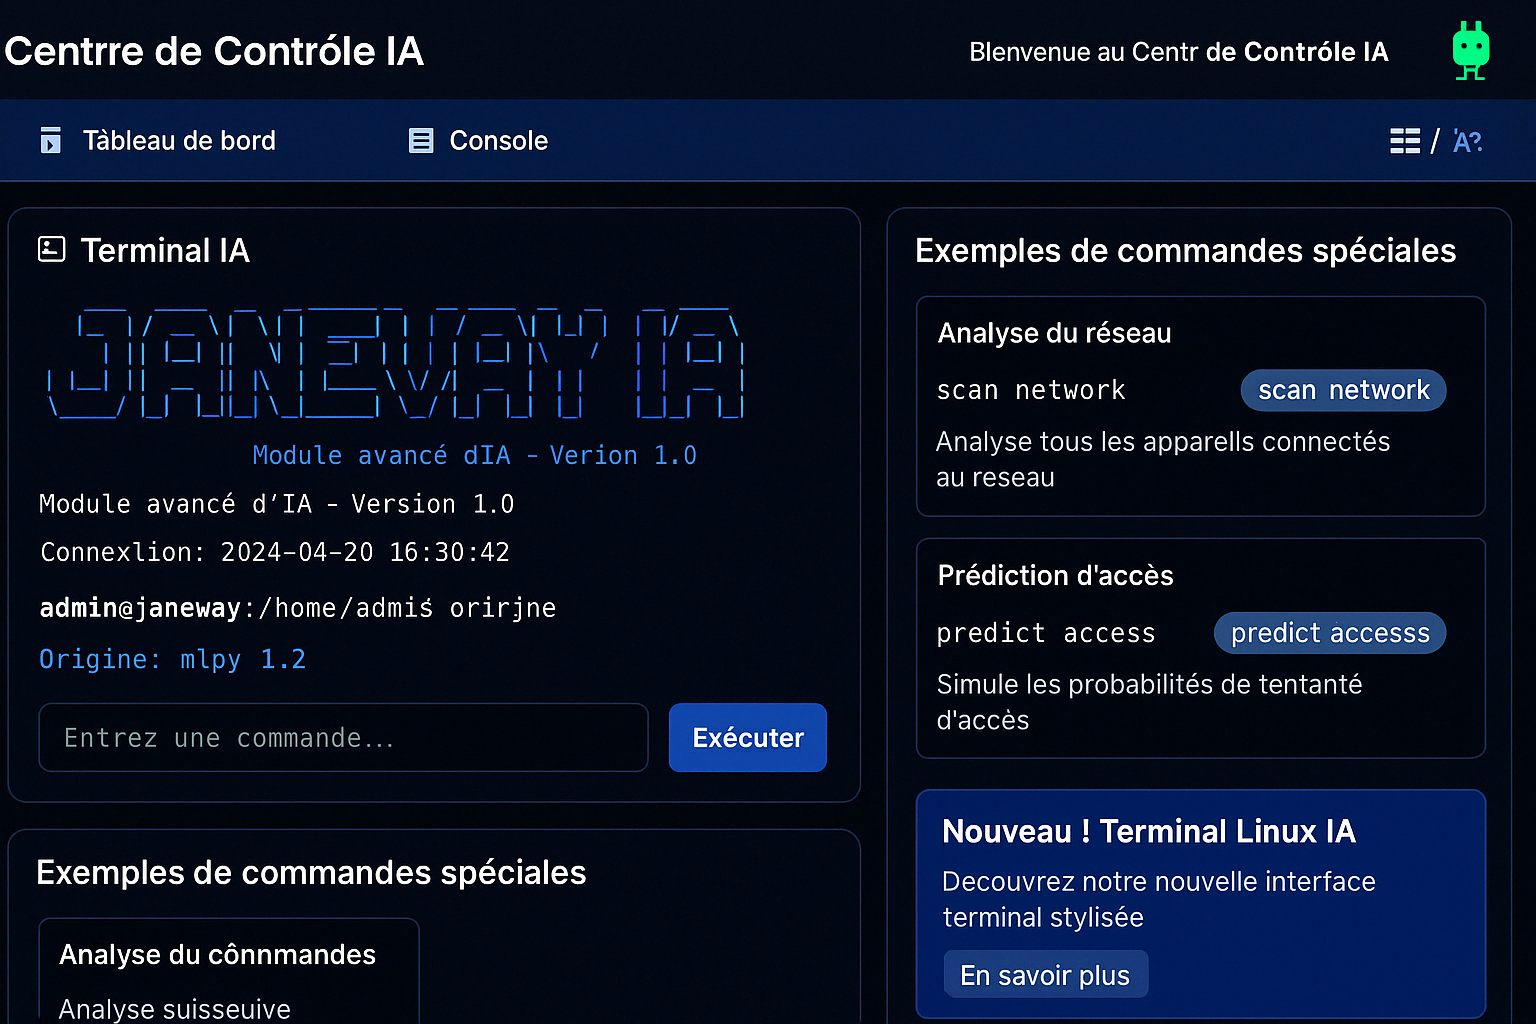 Centrre de Contróle IA
Blenvenue au Centr de Contróle IA
Tàbleau de bord
Console
/ 'A?
Terminal IA
JANEVAY IA
Module avancé dIA - Verion 1.0
Module avancé d’IA - Version 1.0
Connexlion: 2024-04-20 16:30:42
admin@janeway:/home/admiṡ orirjne
Origine: mlpy 1.2
Entrez une commande...
Exécuter
Exemples de commandes spéciales
Analyse du cônnmandes
Analyse suisseuive
Exemples de commandes spéciales
Analyse du réseau
scan network
scan network
Analyse tous les apparells connectés
au reseau
Prédiction d'accès
predict access
predict accesss
Simule les probabilités de tentanté
d'accès
Nouveau ! Terminal Linux IA
Decouvrez notre nouvelle interface
terminal stylisée
En savoir plus